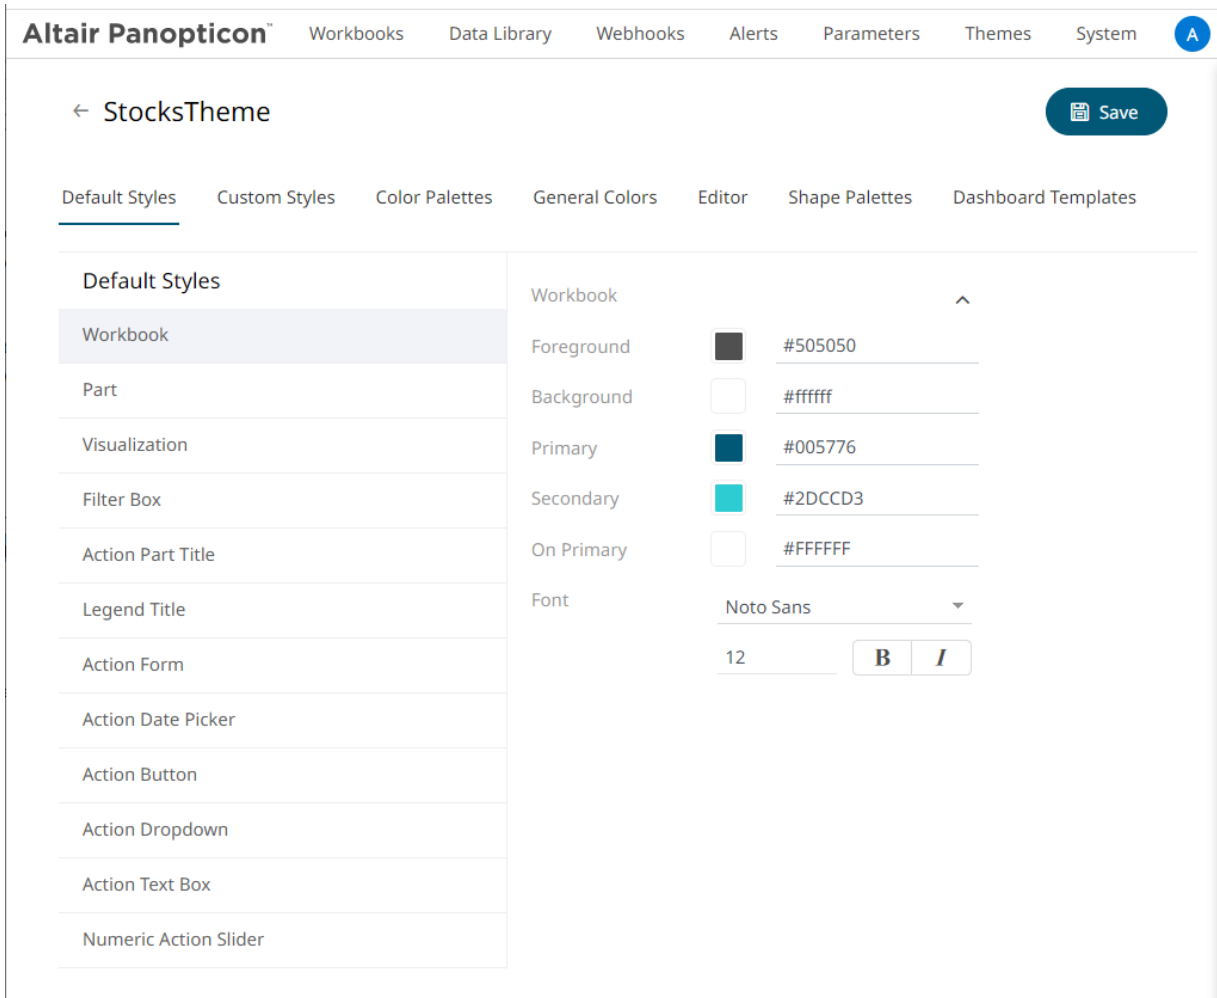 Altair Panopticon™ Workbooks Data Library Webhooks Alerts Parameters Themes System A
← StocksTheme Save
Default Styles Custom Styles Color Palettes General Colors Editor Shape Palettes Dashboard Templates
Default Styles
Workbook
Part
Visualization
Filter Box
Action Part Title
Legend Title
Action Form
Action Date Picker
Action Button
Action Dropdown
Action Text Box
Numeric Action Slider
Workbook
Foreground #505050
Background #ffffff
Primary #005776
Secondary #2DCCD3
On Primary #FFFFFF
Font Noto Sans
12 B I